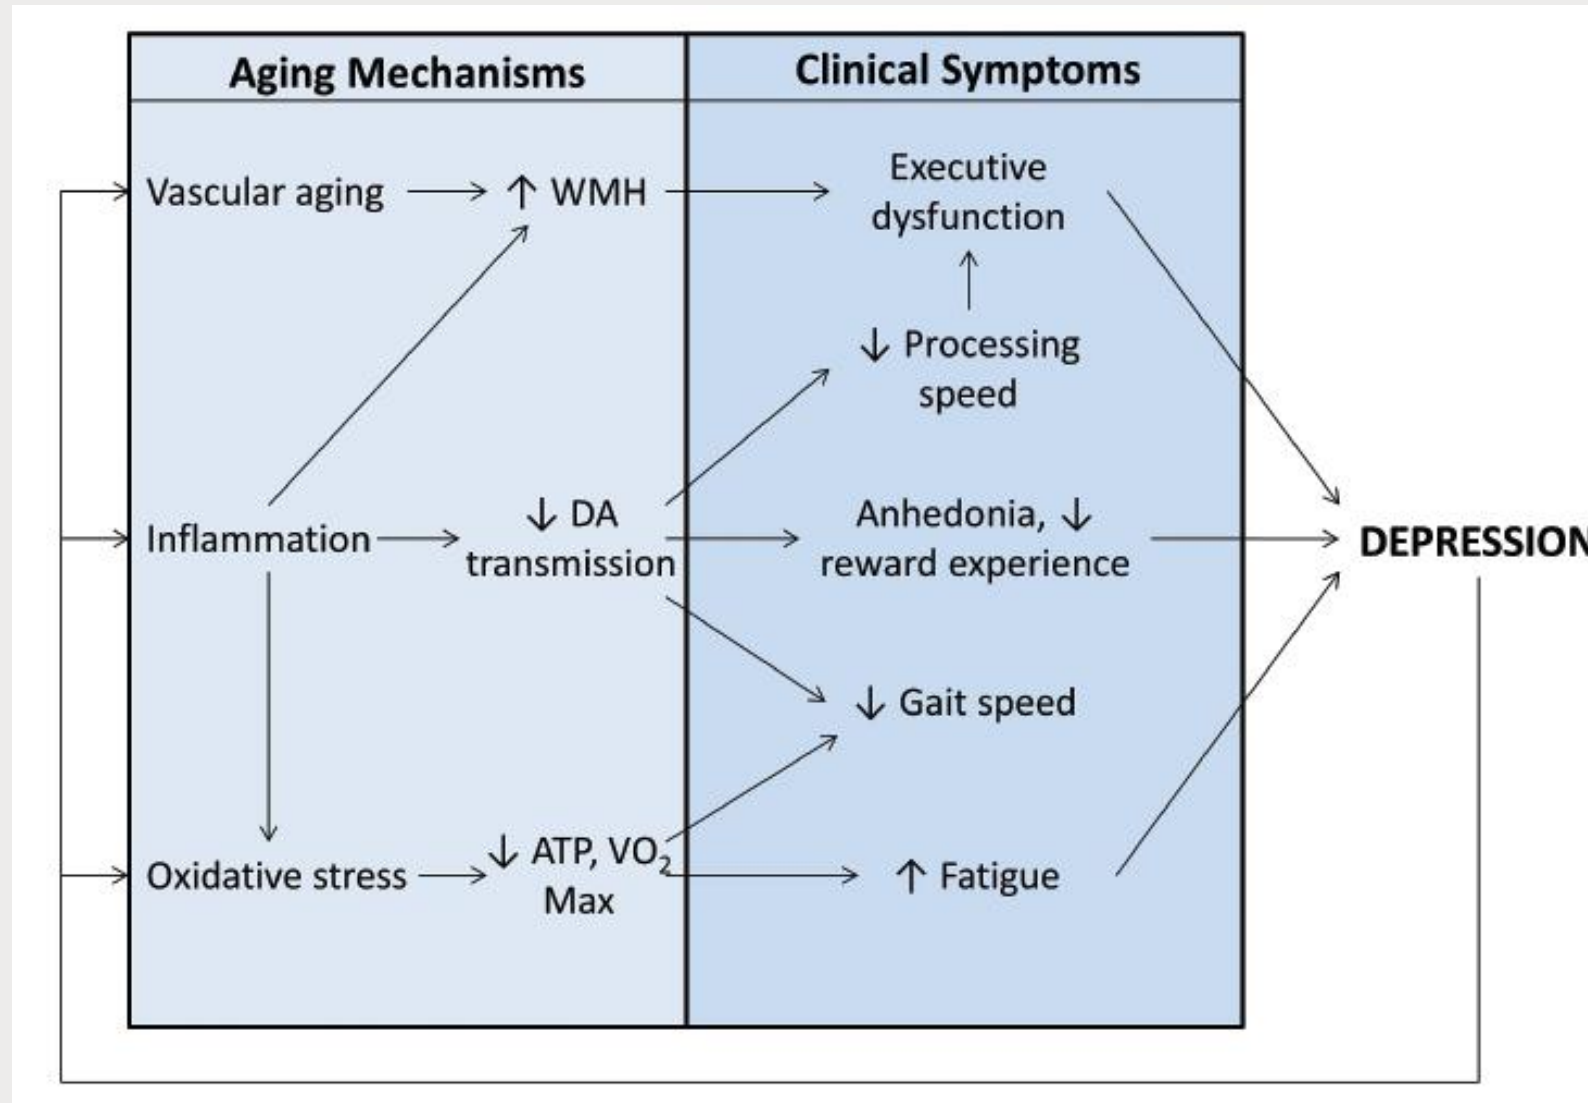 Aging Mechanisms
Clinical Symptoms
Vascular aging
↑ WMH
Executive
dysfunction
↓ Processing
speed
Inflammation
↓ DA
transmission
Anhedonia, ↓
reward experience
DEPRESSION
↓ Gait speed
Oxidative stress
↓ ATP, VO₂
Max
↑ Fatigue